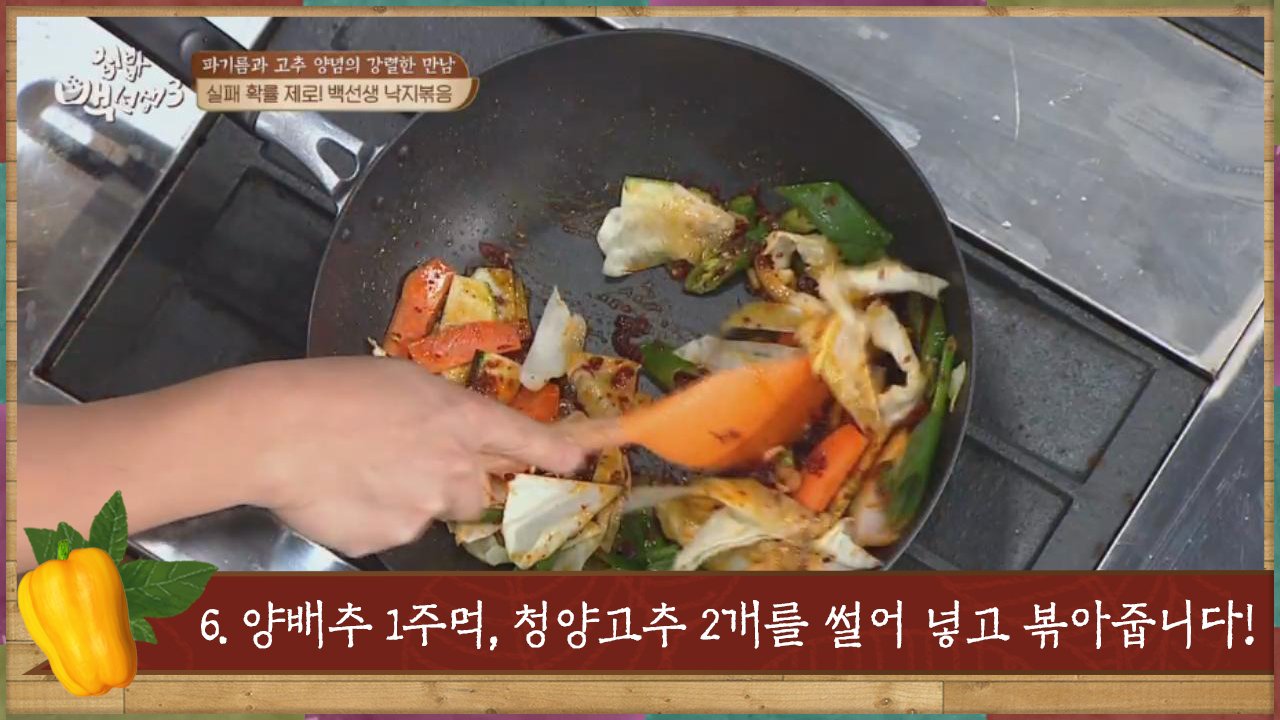 집밥
백선생3
파기름과 고추 양념의 강렬한 만남
실패 확률 제로! 백선생 낙지볶음
6. 양배추 1주먹, 청양고추 2개를 썰어 넣고 볶아줍니다!